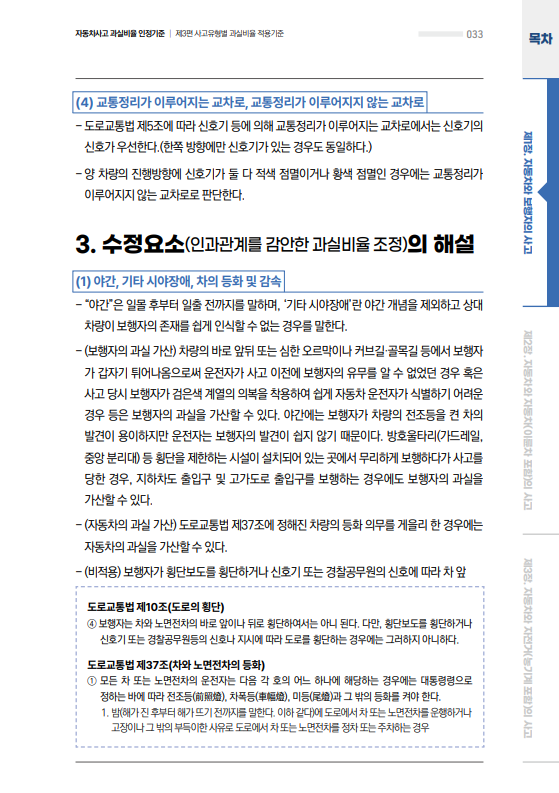 자동차사고 과실비율 인정기준 | 제3편 사고유형별 과실비율 적용기준
033
목차
(4) 교통정리가 이루어지는 교차로, 교통정리가 이루어지지 않는 교차로
– 도로교통법 제5조에 따라 신호기 등에 의해 교통정리가 이루어지는 교차로에서는 신호기의
신호가 우선한다.(한쪽 방향에만 신호기가 있는 경우도 동일하다.)
– 양 차량의 진행방향에 신호기가 둘 다 적색 점멸이거나 황색 점멸인 경우에는 교통정리가
이루어지지 않는 교차로로 판단한다.
3. 수정요소(인과관계를 감안한 과실비율 조정)의 해설
(1) 야간, 기타 시야장애, 차의 등화 및 감속
– “야간”은 일몰 후부터 일출 전까지를 말하며, ‘기타 시야장애’란 야간 개념을 제외하고 상대
차량이 보행자의 존재를 쉽게 인식할 수 없는 경우를 말한다.
– (보행자의 과실 가산) 차량의 바로 앞뒤 또는 심한 오르막이나 커브길·골목길 등에서 보행자
가 갑자기 튀어나옴으로써 운전자가 사고 이전에 보행자의 유무를 알 수 없었던 경우 혹은
사고 당시 보행자가 검은색 계열의 의복을 착용하여 쉽게 자동차 운전자가 식별하기 어려운
경우 등은 보행자의 과실을 가산할 수 있다. 야간에는 보행자가 차량의 전조등을 켠 차의
발견이 용이하지만 운전자는 보행자의 발견이 쉽지 않기 때문이다. 방호울타리(가드레일,
중앙 분리대) 등 횡단을 제한하는 시설이 설치되어 있는 곳에서 무리하게 보행하다가 사고를
당한 경우, 지하차도 출입구 및 고가도로 출입구를 보행하는 경우에도 보행자의 과실을
가산할 수 있다.
– (자동차의 과실 가산) 도로교통법 제37조에 정해진 차량의 등화 의무를 게을리 한 경우에는
자동차의 과실을 가산할 수 있다.
– (비적용) 보행자가 횡단보도를 횡단하거나 신호기 또는 경찰공무원의 신호에 따라 차 앞
도로교통법 제10조(도로의 횡단)
④ 보행자는 차와 노면전차의 바로 앞이나 뒤로 횡단하여서는 아니 된다. 다만, 횡단보도를 횡단하거나
신호기 또는 경찰공무원등의 신호나 지시에 따라 도로를 횡단하는 경우에는 그러하지 아니하다.
도로교통법 제37조(차와 노면전차의 등화)
① 모든 차 또는 노면전차의 운전자는 다음 각 호의 어느 하나에 해당하는 경우에는 대통령령으로
정하는 바에 따라 전조등(前照燈), 차폭등(車幅燈), 미등(尾燈)과 그 밖의 등화를 켜야 한다.
1. 밤(해가 진 후부터 해가 뜨기 전까지를 말한다. 이하 같다)에 도로에서 차 또는 노면전차를 운행하거나
고장이나 그 밖의 부득이한 사유로 도로에서 차 또는 노면전차를 정차 또는 주차하는 경우
제1장. 자동차와 보행자의 사고
제2장. 자동차와 자동차(이륜차 포함)의 사고
제3장. 자동차와 자전거(농기계 포함)의 사고